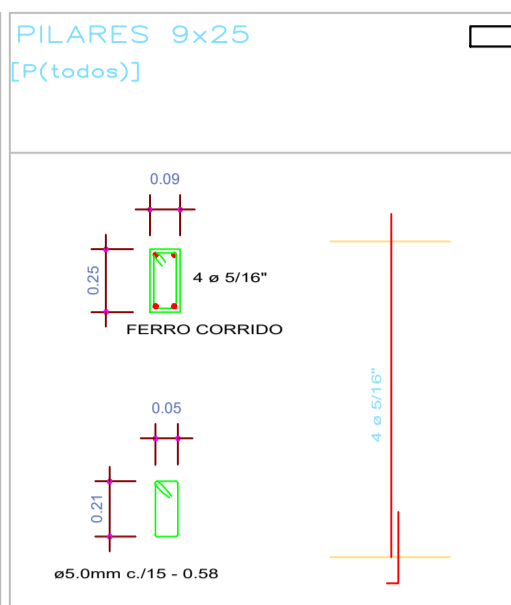 PILARES 9x25
[P(todos)]
0.09
0.25
4 ø 5/16"
FERRO CORRIDO
4 ø 5/16"
0.05
0.21
ø5.0mm c./15 - 0.58